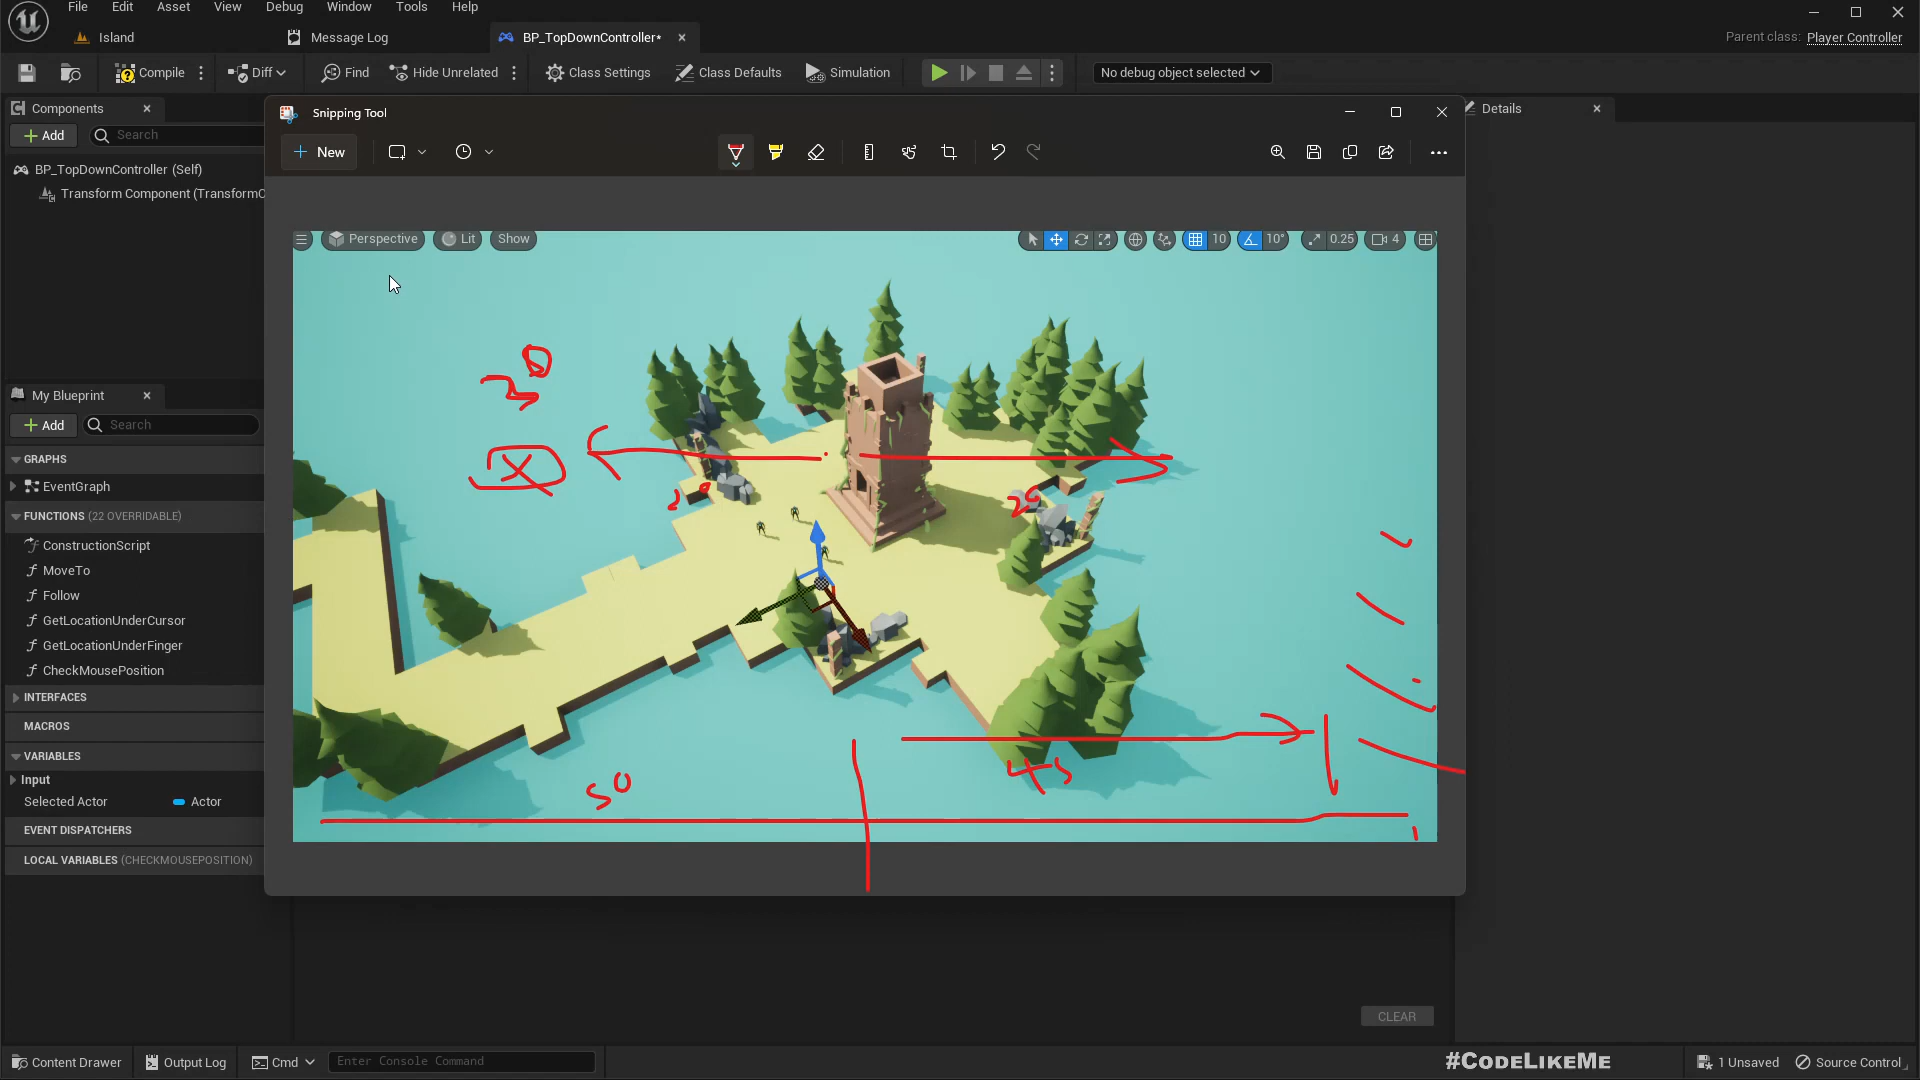 File Edit Asset View Debug Window Tools Help
Island
Message Log
BP_TopDownController*
Parent class: Player Controller
Compile
Diff
Find
Hide Unrelated
Class Settings
Class Defaults
Simulation
No debug object selected
Components
Add
Search
BP_TopDownController (Self)
Transform Component (TransformC
Snipping Tool
New
Details
Perspective
Lit
Show
10
10°
0.25
4
My Blueprint
Add
Search
GRAPHS
EventGraph
FUNCTIONS (22 OVERRIDABLE)
ConstructionScript
MoveTo
Follow
GetLocationUnderCursor
GetLocationUnderFinger
CheckMousePosition
INTERFACES
MACROS
VARIABLES
Input
Selected Actor
Actor
EVENT DISPATCHERS
LOCAL VARIABLES (CHECKMOUSEPOSITION)
X
20
50
45
CLEAR
Content Drawer
Output Log
Cmd
Enter Console Command
#CodeLikeMe
1 Unsaved
Source Control